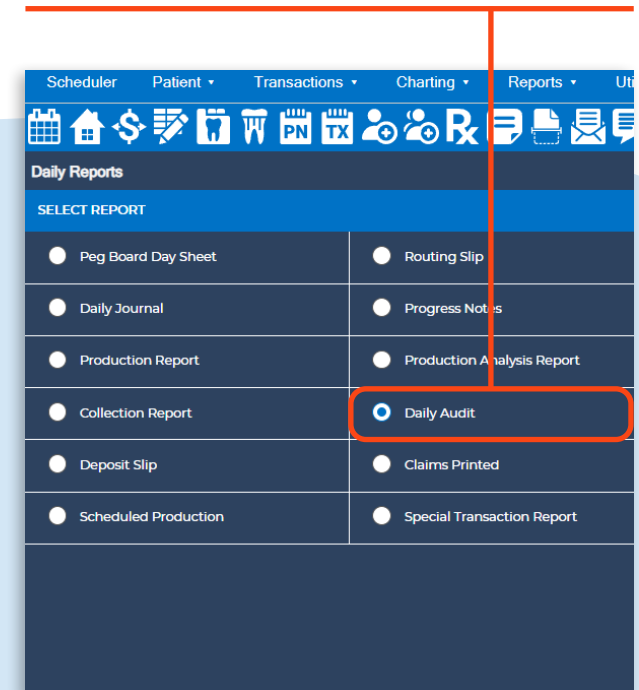 Scheduler Patient Transactions Charting Reports Uti
PN TX
Daily Reports
SELECT REPORT
Peg Board Day Sheet Routing Slip
Daily Journal Progress Notes
Production Report Production Analysis Report
Collection Report Daily Audit
Deposit Slip Claims Printed
Scheduled Production Special Transaction Report